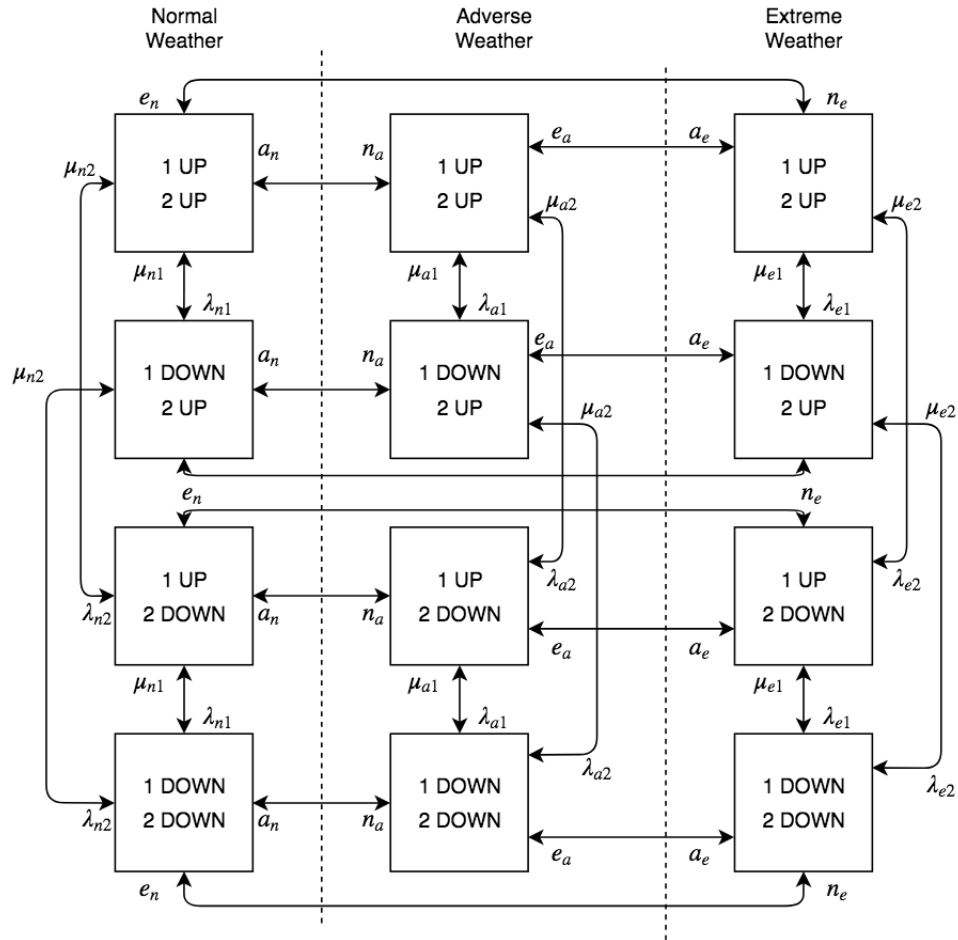 Normal Weather
Adverse Weather
Extreme Weather
e_n
n_e
1 UP
2 UP
a_n
n_a
1 UP
2 UP
e_a
a_e
1 UP
2 UP
μ_n2
μ_a2
μ_e2
μ_n1
μ_a1
μ_e1
λ_n1
λ_a1
λ_e1
μ_n2
1 DOWN
2 UP
a_n
n_a
1 DOWN
2 UP
e_a
a_e
1 DOWN
2 UP
μ_a2
μ_e2
e_n
n_e
1 UP
2 DOWN
1 UP
2 DOWN
1 UP
2 DOWN
λ_a2
λ_e2
λ_n2
a_n
n_a
e_a
a_e
μ_n1
μ_a1
μ_e1
λ_n1
λ_a1
λ_e1
1 DOWN
2 DOWN
1 DOWN
2 DOWN
1 DOWN
2 DOWN
λ_a2
λ_e2
λ_n2
a_n
n_a
e_a
a_e
e_n
n_e